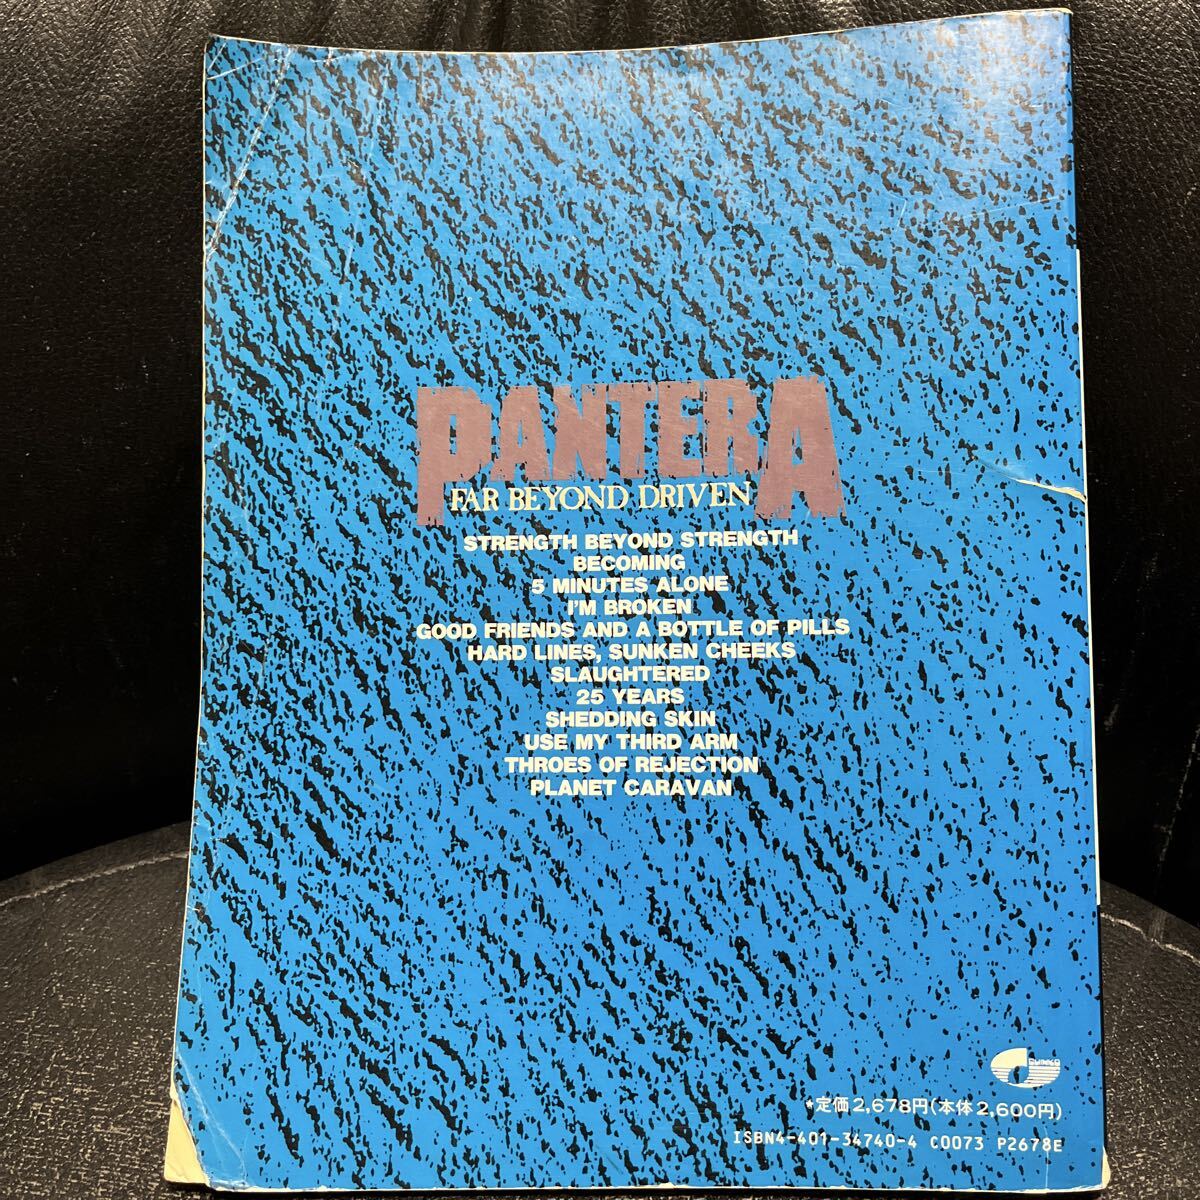 PANTERA
FAR BEYOND DRIVEN
STRENGTH BEYOND STRENGTH
BECOMING
5 MINUTES ALONE
I'M BROKEN
GOOD FRIENDS AND A BOTTLE OF PILLS
HARD LINES, SUNKEN CHEEKS
SLAUGHTERED
25 YEARS
SHEDDING SKIN
USE MY THIRD ARM
THROES OF REJECTION
PLANET CARAVAN
*定価2,678円(本体2,600円)
ISBN4-401-34740-4 C0073 P2678E